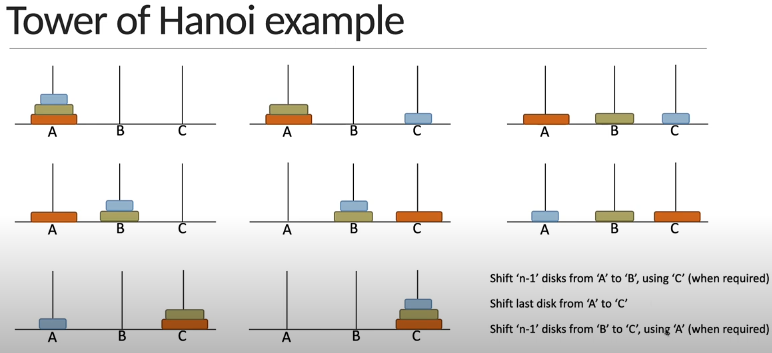 Tower of Hanoi example
A B C
A B C
A B C
A B C
A B C
A B C
A B C
A B C
Shift ‘n-1’ disks from ‘A’ to ‘B’, using ‘C’ (when required)
Shift last disk from ‘A’ to ‘C’
Shift ‘n-1’ disks from ‘B’ to ‘C’, using ‘A’ (when required)